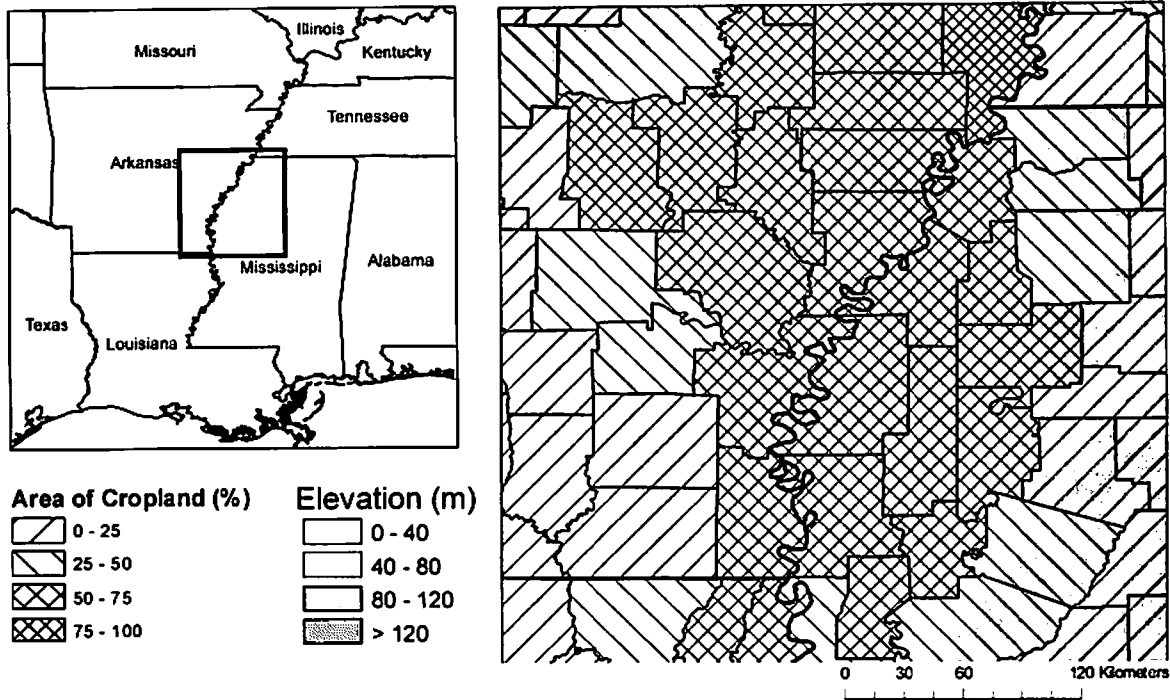 Illinois
Missouri
Kentucky
Tennessee
Arkansas
Mississippi
Alabama
Texas
Louisiana
Area of Cropland (%)
0 - 25
25 - 50
50 - 75
75 - 100
Elevation (m)
0 - 40
40 - 80
80 - 120
> 120
0 30 60 120 Kilometers